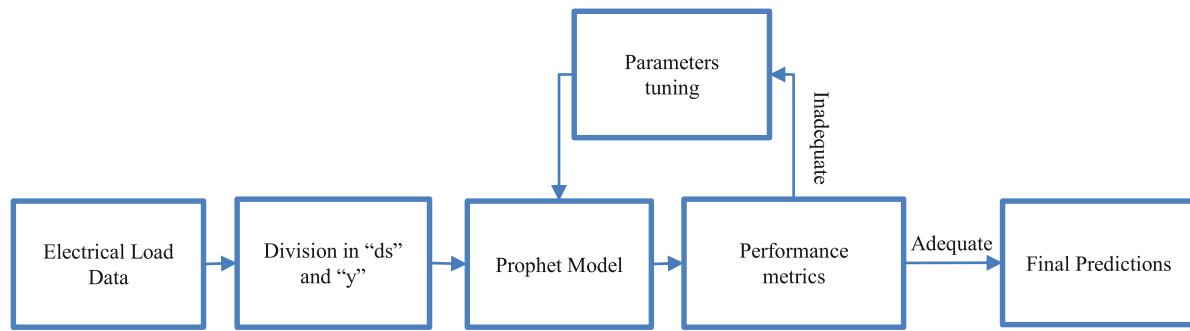 Parameters
tuning
Inadequate
Electrical Load
Data
Division in “ds”
and “y”
Prophet Model
Performance
metrics
Adequate
Final Predictions